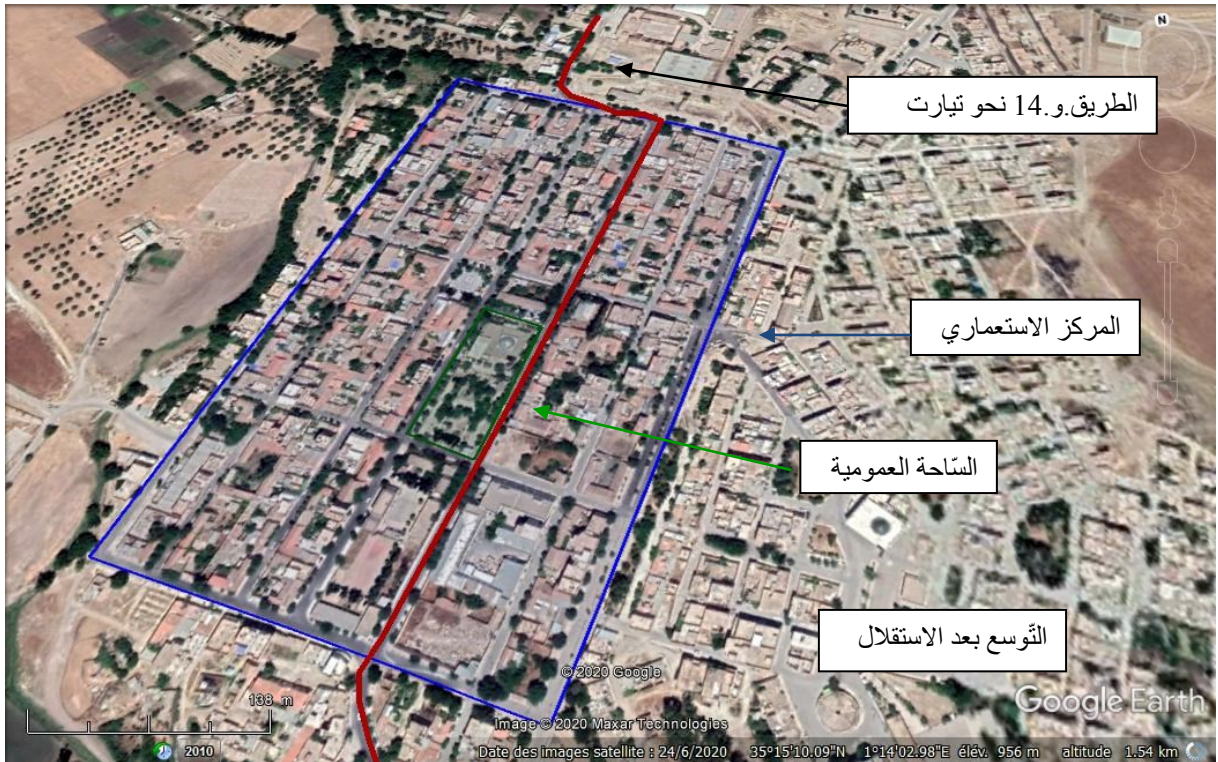 N
الطريق.و.14 نحو تيارت
المركز الاستعماري
السّاحة العمومية
التّوسع بعد الاستقلال
© 2020 Google
Google Earth
138 m
Image © 2020 Maxar Technologies
2010
Date des images satellite : 24/6/2020 35°15'10.09"N 1°14'02.98"E élév. 956 m altitude 1.54 km